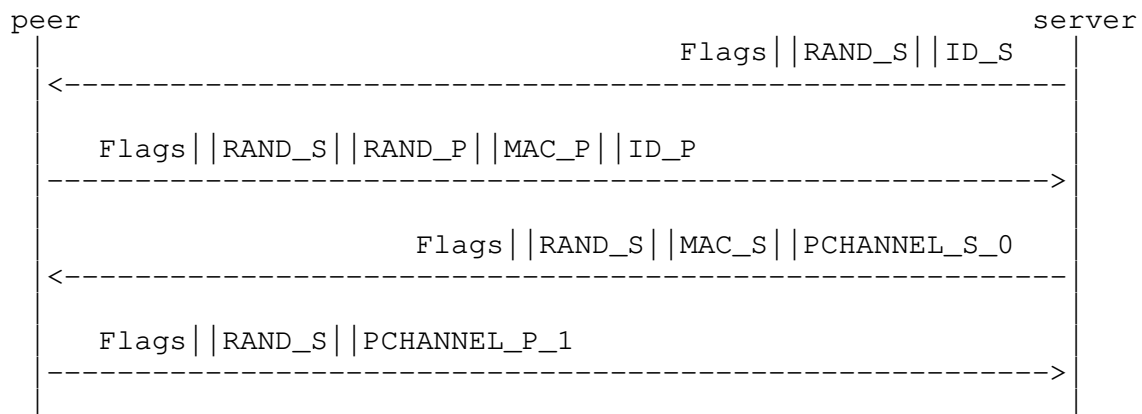 peer server
Flags||RAND_S||ID_S
Flags||RAND_S||RAND_P||MAC_P||ID_P
Flags||RAND_S||MAC_S||PCHANNEL_S_0
Flags||RAND_S||PCHANNEL_P_1